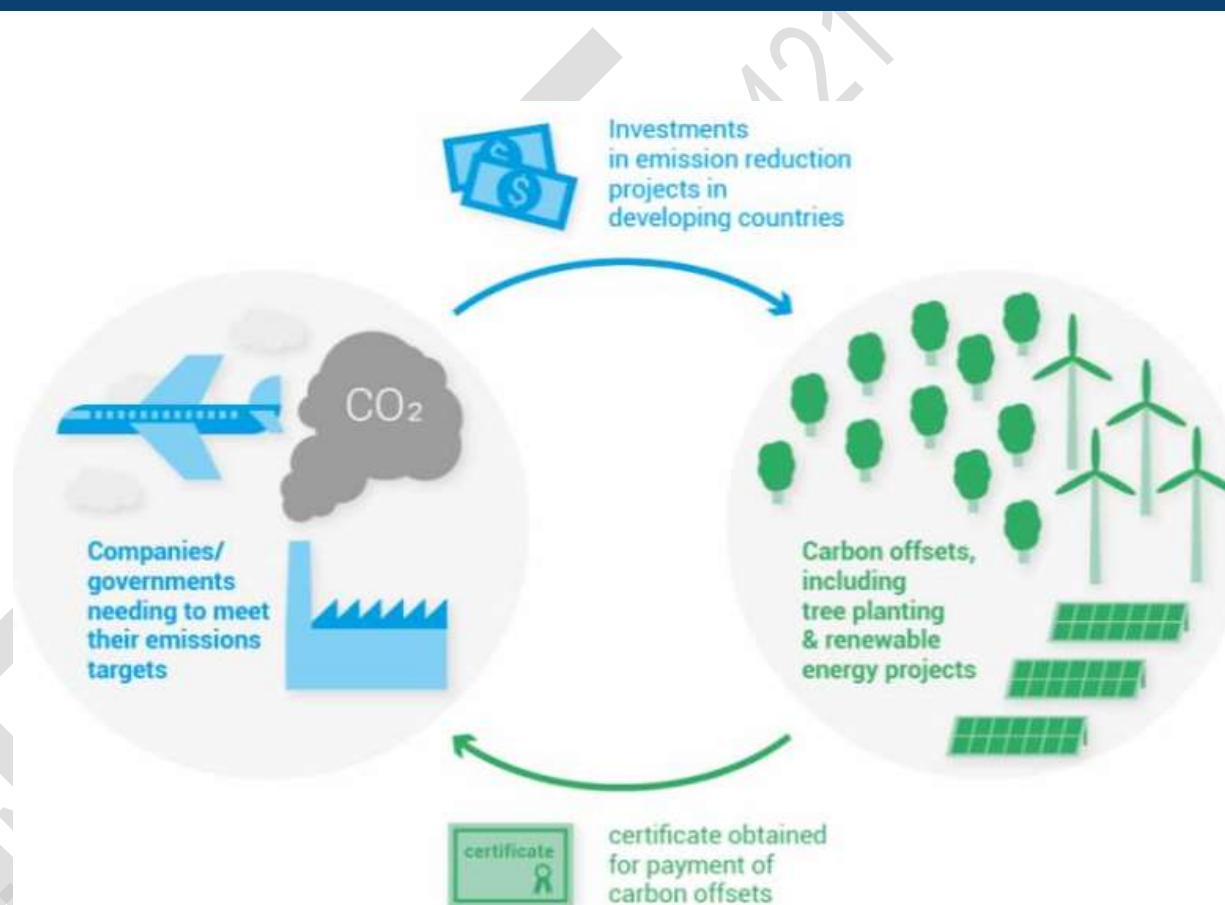 421
Investments
in emission reduction
projects in
developing countries
CO₂
Companies/
governments
needing to meet
their emissions
targets
Carbon offsets,
including
tree planting
& renewable
energy projects
certificate
certificate obtained
for payment of
carbon offsets